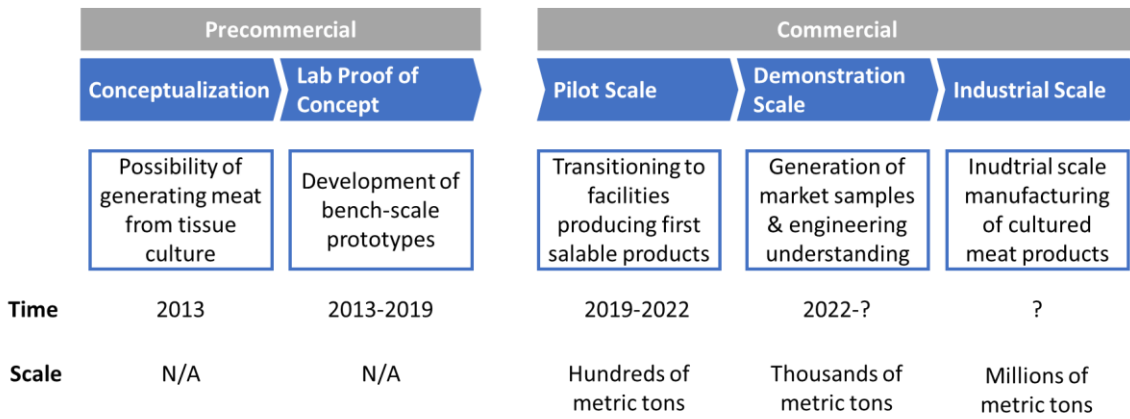 Precommercial
Commercial
Conceptualization
Lab Proof of
Concept
Pilot Scale
Demonstration
Scale
Industrial Scale
Possibility of
generating meat
from tissue
culture
Development of
bench-scale
prototypes
Transitioning to
facilities
producing first
salable products
Generation of
market samples
& engineering
understanding
Inudtrial scale
manufacturing
of cultured
meat products
Time
2013
2013-2019
2019-2022
2022-?
?
Scale
N/A
N/A
Hundreds of
metric tons
Thousands of
metric tons
Millions of
metric tons